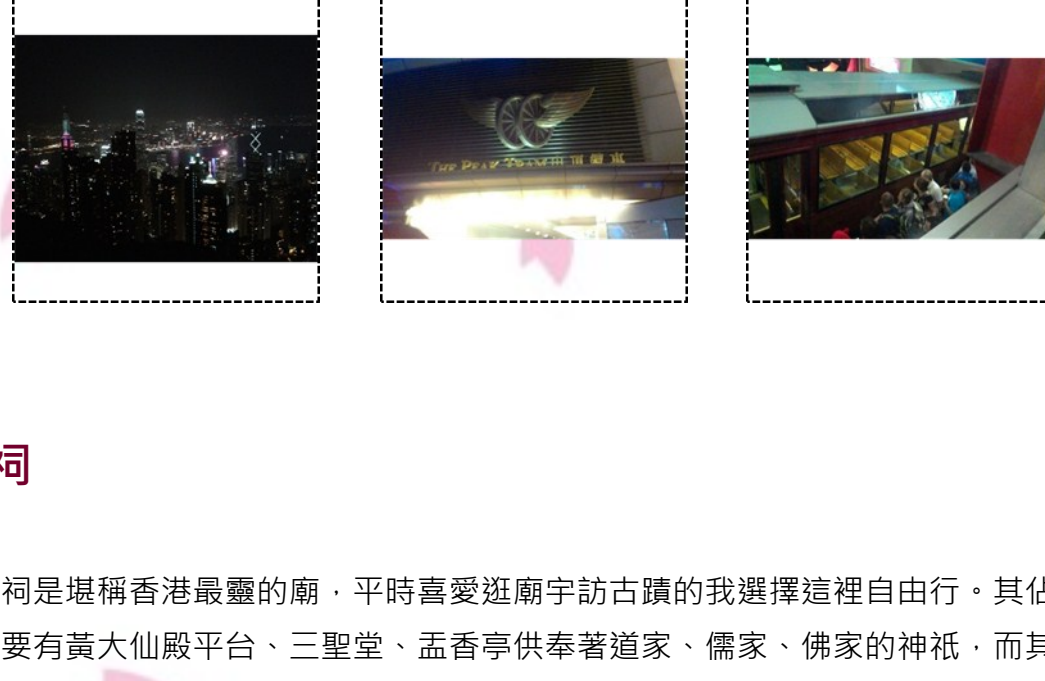 THE PEAK TRAM 山頂纜車
祠
祠是堪稱香港最靈的廟，平時喜愛逛廟宇訪古蹟的我選擇這裡自由行。其佔
要有黃大仙殿平台、三聖堂、盂香亭供奉著道家、儒家、佛家的神祇，而其